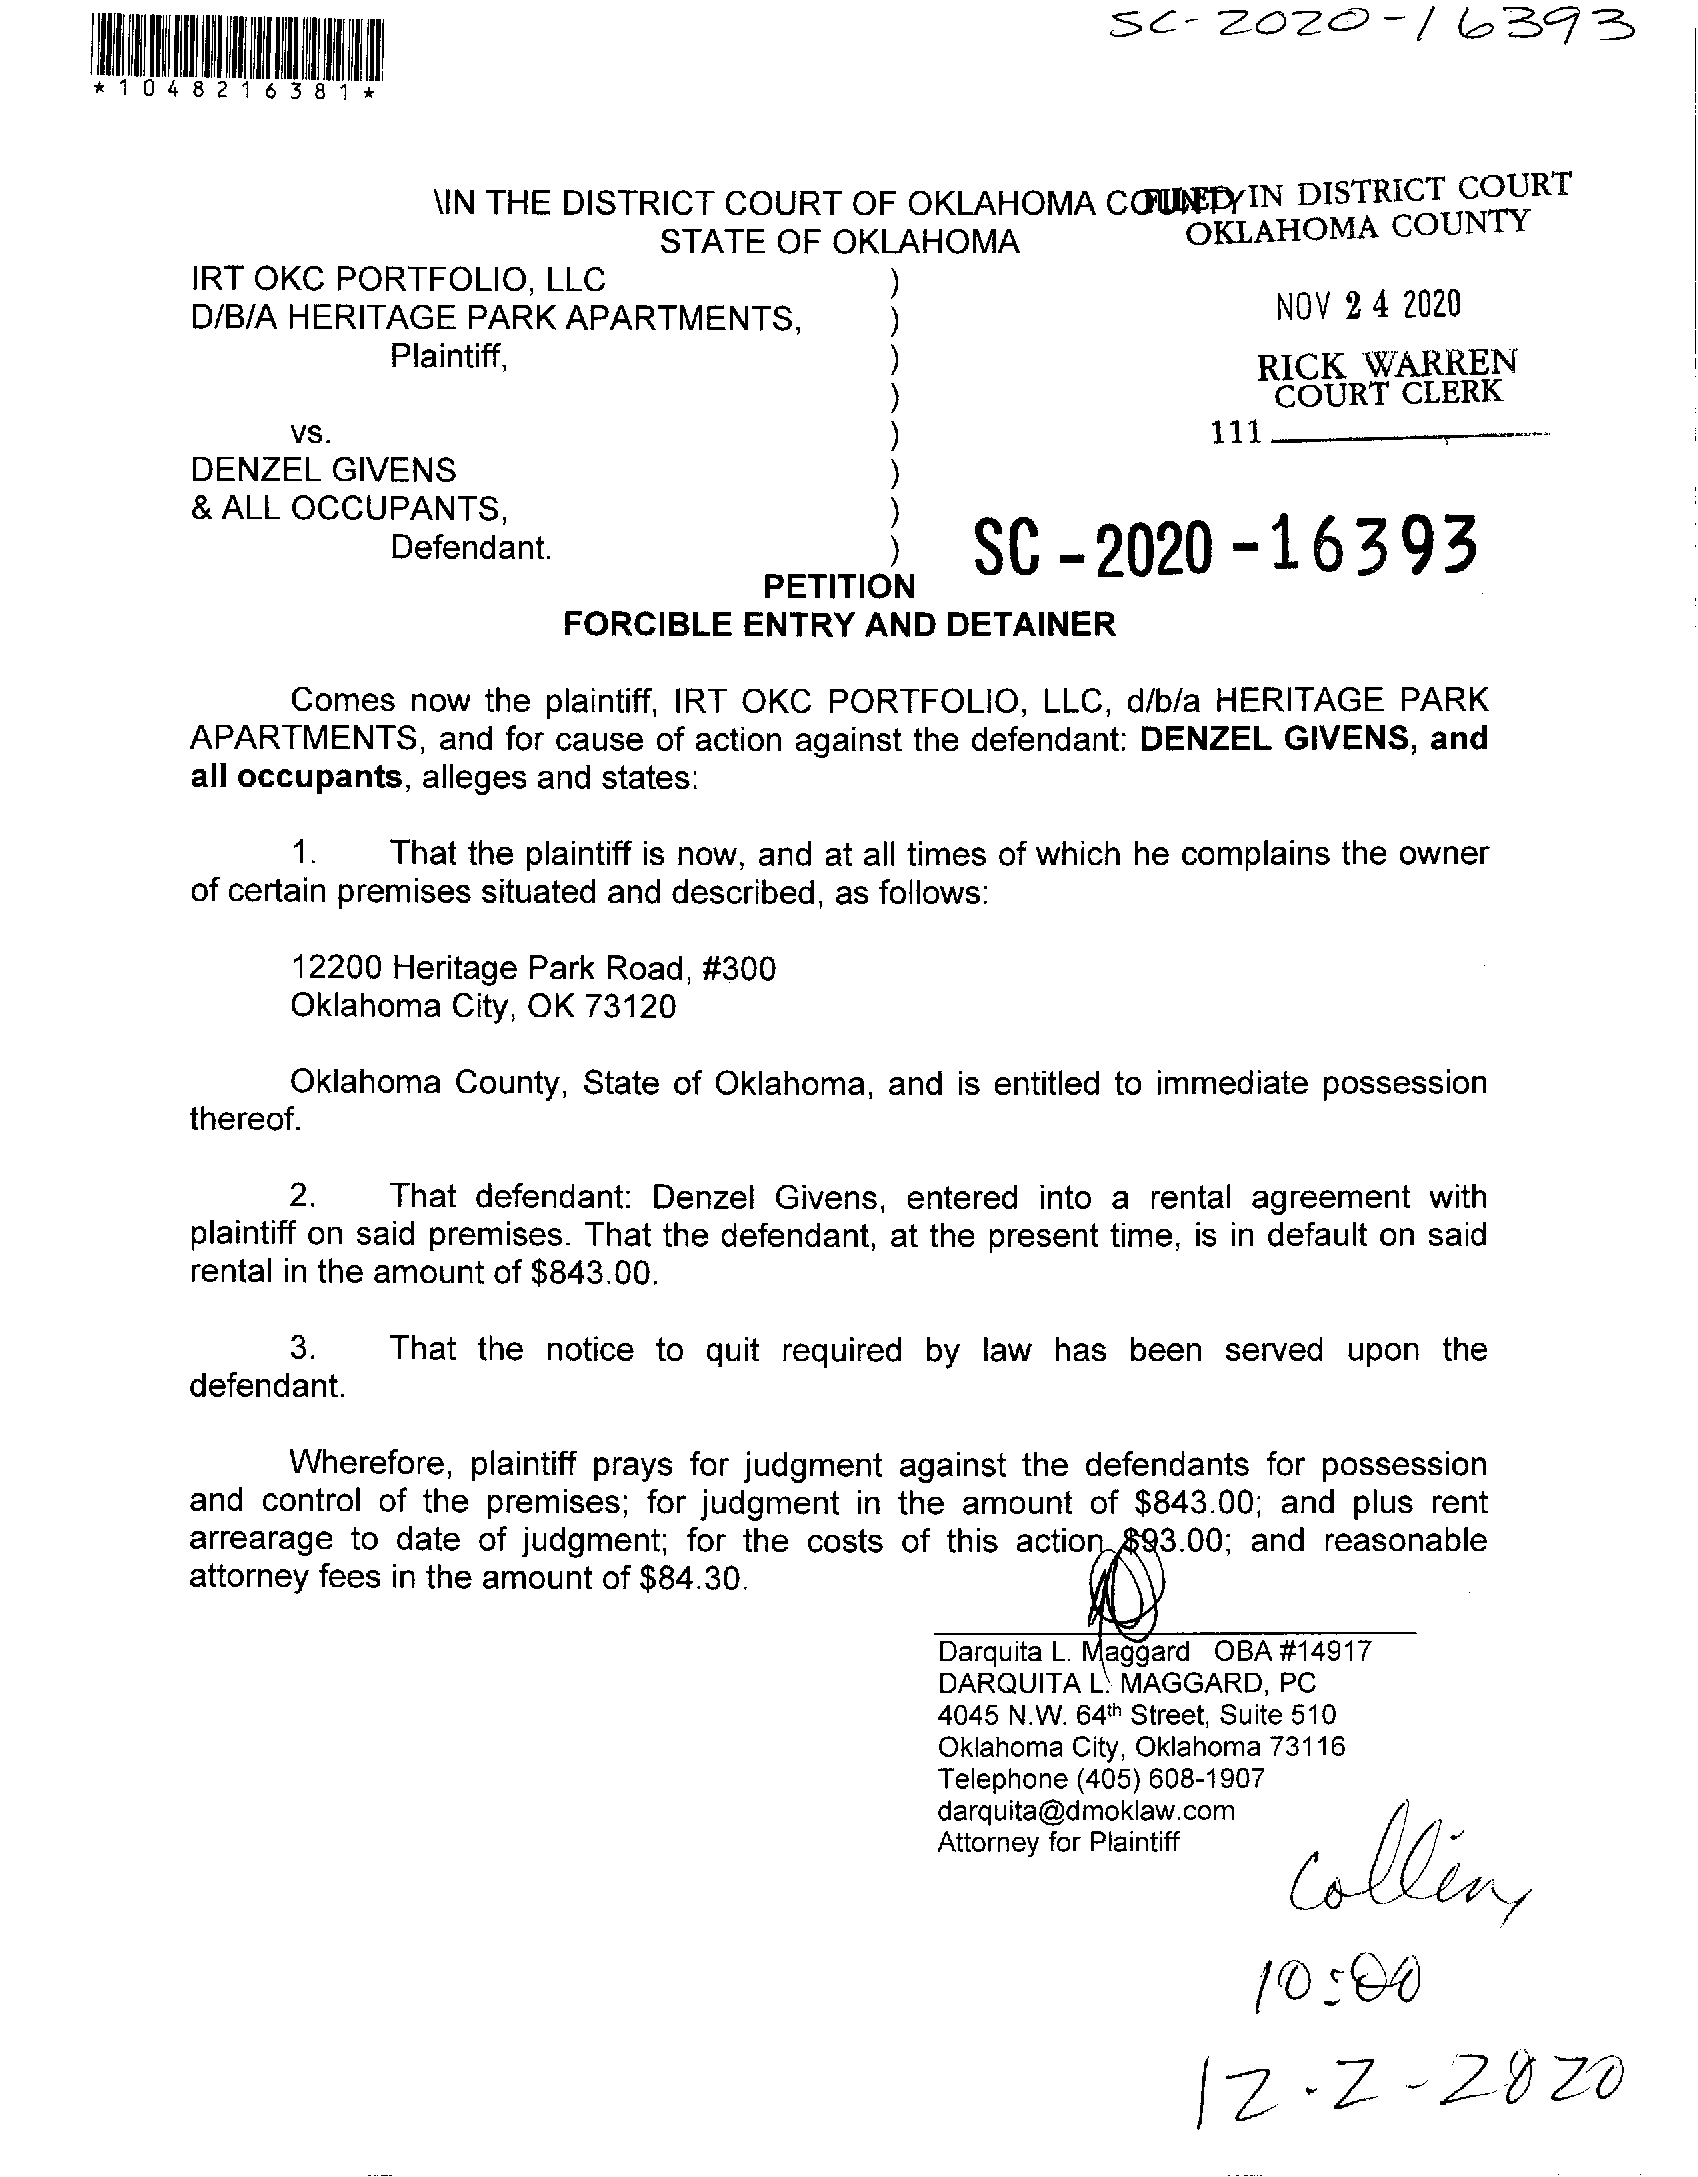 SC-2020-16393
*1048216381*
\IN THE DISTRICT COURT OF OKLAHOMA COUNTY
FILED IN DISTRICT COURT
OKLAHOMA COUNTY
STATE OF OKLAHOMA
IRT OKC PORTFOLIO, LLC )
D/B/A HERITAGE PARK APARTMENTS, )
NOV 24 2020
Plaintiff, )
RICK WARREN
COURT CLERK
)
vs. )
111
DENZEL GIVENS )
& ALL OCCUPANTS, )
Defendant. )
SC-2020-16393
PETITION
FORCIBLE ENTRY AND DETAINER
Comes now the plaintiff, IRT OKC PORTFOLIO, LLC, d/b/a HERITAGE PARK
APARTMENTS, and for cause of action against the defendant: DENZEL GIVENS, and
all occupants, alleges and states:
1. That the plaintiff is now, and at all times of which he complains the owner
of certain premises situated and described, as follows:
12200 Heritage Park Road, #300
Oklahoma City, OK 73120
Oklahoma County, State of Oklahoma, and is entitled to immediate possession
thereof.
2. That defendant: Denzel Givens, entered into a rental agreement with
plaintiff on said premises. That the defendant, at the present time, is in default on said
rental in the amount of $843.00.
3. That the notice to quit required by law has been served upon the
defendant.
Wherefore, plaintiff prays for judgment against the defendants for possession
and control of the premises; for judgment in the amount of $843.00; and plus rent
arrearage to date of judgment; for the costs of this action $93.00; and reasonable
attorney fees in the amount of $84.30.
Darquita L. Maggard OBA #14917
DARQUITA L. MAGGARD, PC
4045 N.W. 64th Street, Suite 510
Oklahoma City, Oklahoma 73116
Telephone (405) 608-1907
darquita@dmoklaw.com
Attorney for Plaintiff
10:00
12-2-2020